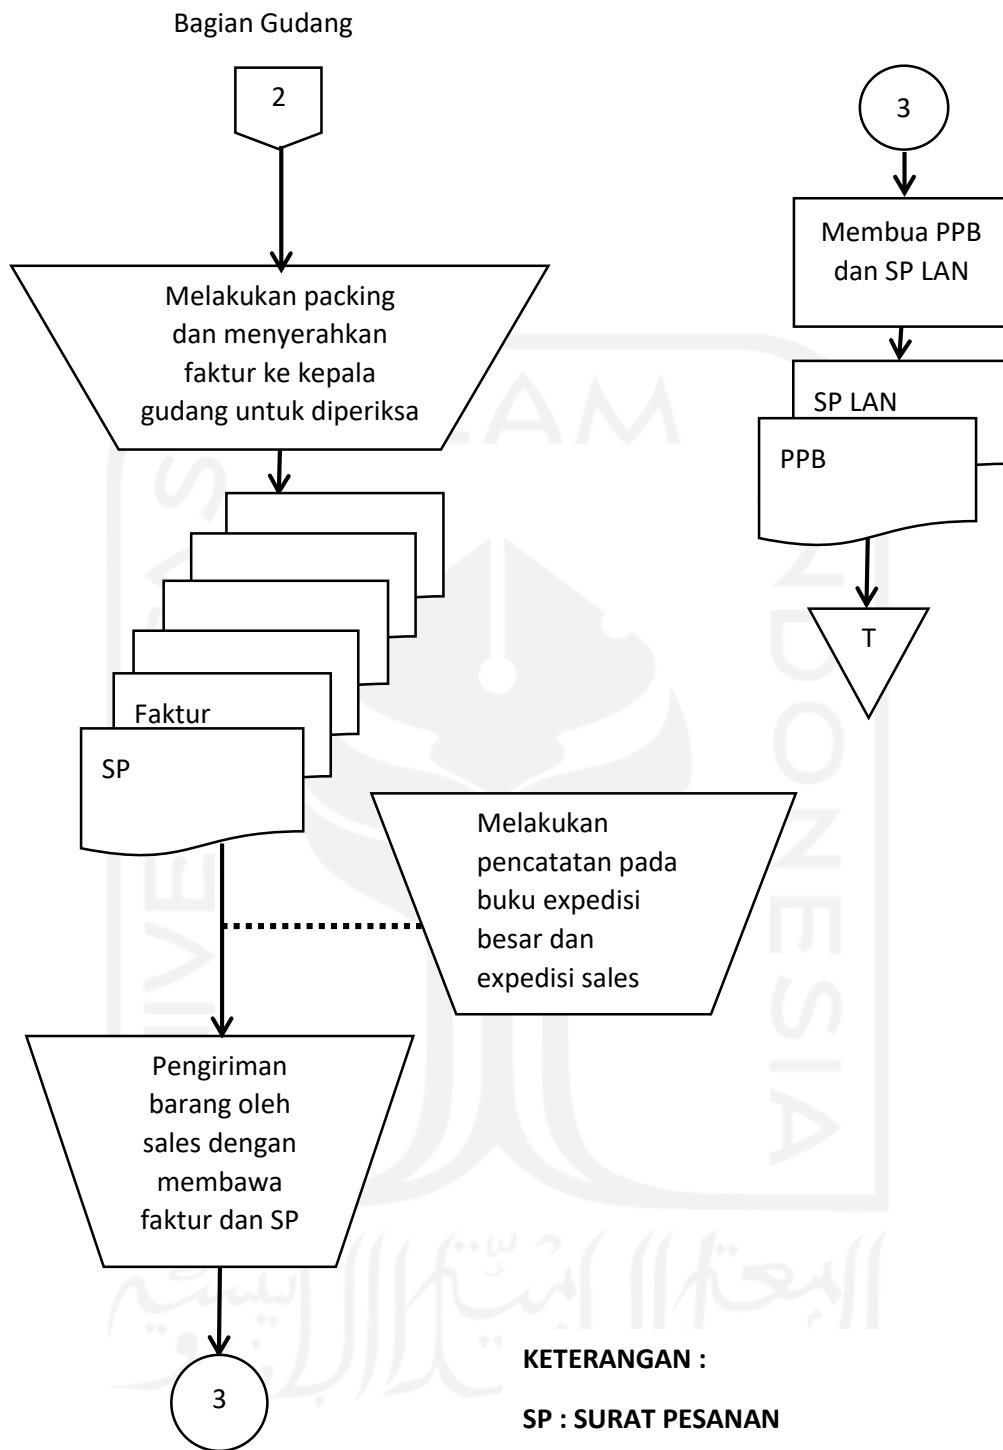 Bagian Gudang
2
Melakukan packing
dan menyerahkan
faktur ke kepala
gudang untuk diperiksa
Faktur
SP
Melakukan
pencatatan pada
buku expedisi
besar dan
expedisi sales
Pengiriman
barang oleh
sales dengan
membawa
faktur dan SP
3
3
Membua PPB
dan SP LAN
SP LAN
PPB
T
KETERANGAN :
SP : SURAT PESANAN